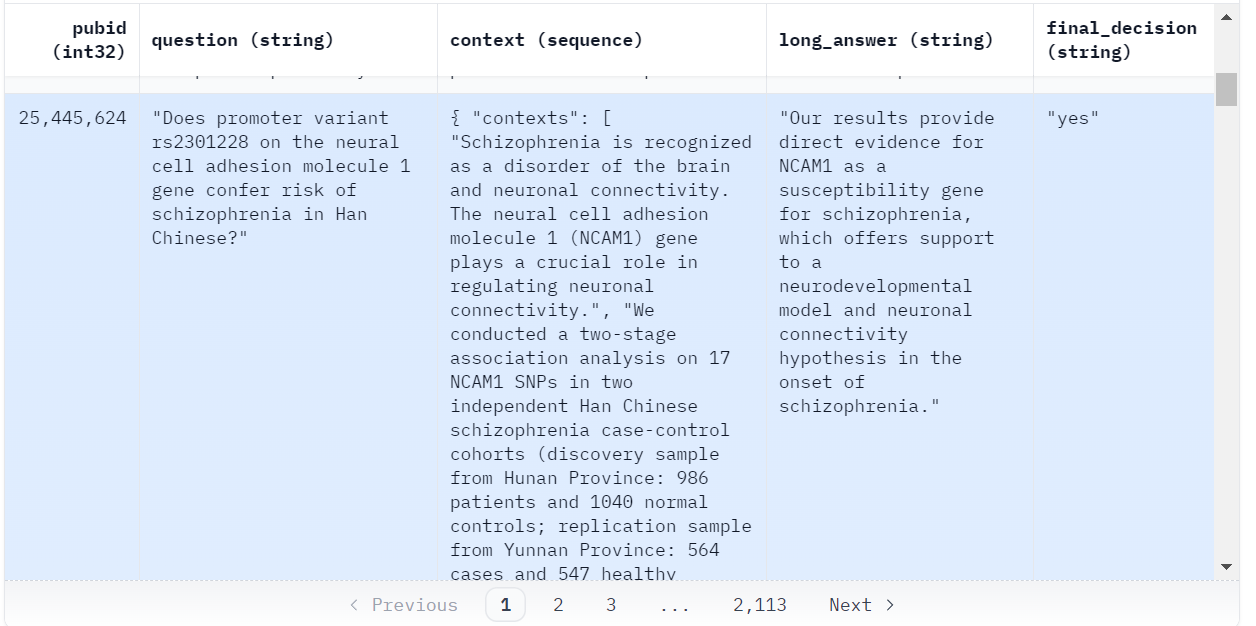 pubid
(int32)
question (string)
context (sequence)
long_answer (string)
final_decision
(string)
25,445,624
"Does promoter variant
rs2301228 on the neural
cell adhesion molecule 1
gene confer risk of
schizophrenia in Han
Chinese?"
{ "contexts": [
"Schizophrenia is recognized
as a disorder of the brain
and neuronal connectivity.
The neural cell adhesion
molecule 1 (NCAM1) gene
plays a crucial role in
regulating neuronal
connectivity.", "We
conducted a two-stage
association analysis on 17
NCAM1 SNPs in two
independent Han Chinese
schizophrenia case-control
cohorts (discovery sample
from Hunan Province: 986
patients and 1040 normal
controls; replication sample
from Yunnan Province: 564
cases and 547 healthy
"Our results provide
direct evidence for
NCAM1 as a
susceptibility gene
for schizophrenia,
which offers support
to a
neurodevelopmental
model and neuronal
connectivity
hypothesis in the
onset of
schizophrenia."
"yes"
< Previous 1 2 3 ... 2,113 Next >